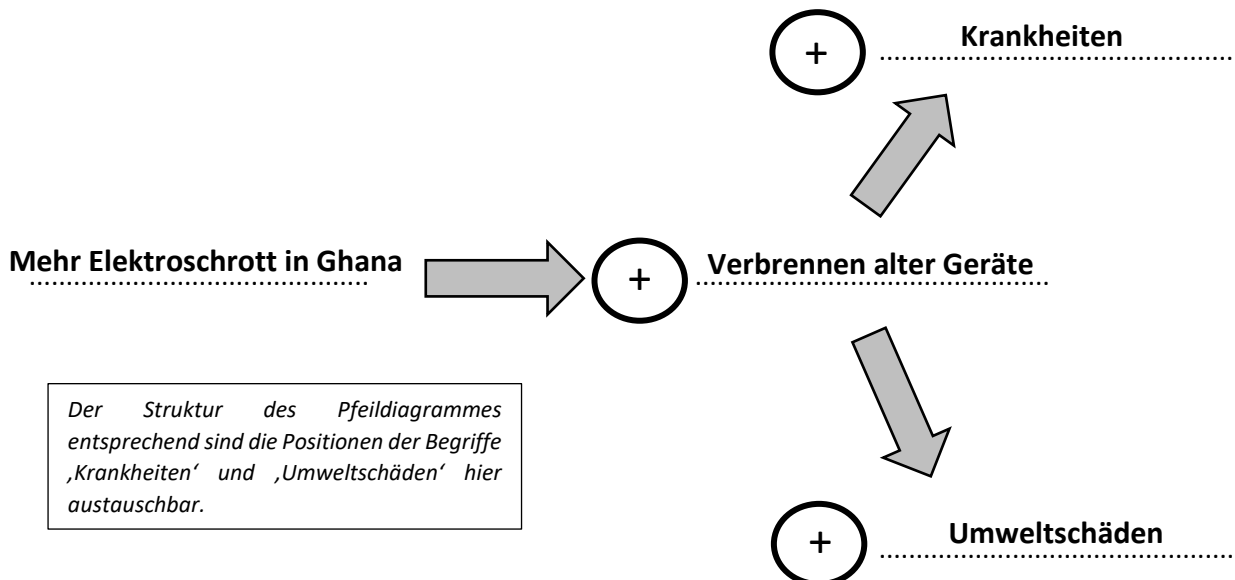 + Krankheiten
Mehr Elektroschrott in Ghana + Verbrennen alter Geräte
Der Struktur des Pfeildiagrammes
entsprechend sind die Positionen der Begriffe
‚Krankheiten‘ und ‚Umweltschäden‘ hier
austauschbar.
+ Umweltschäden